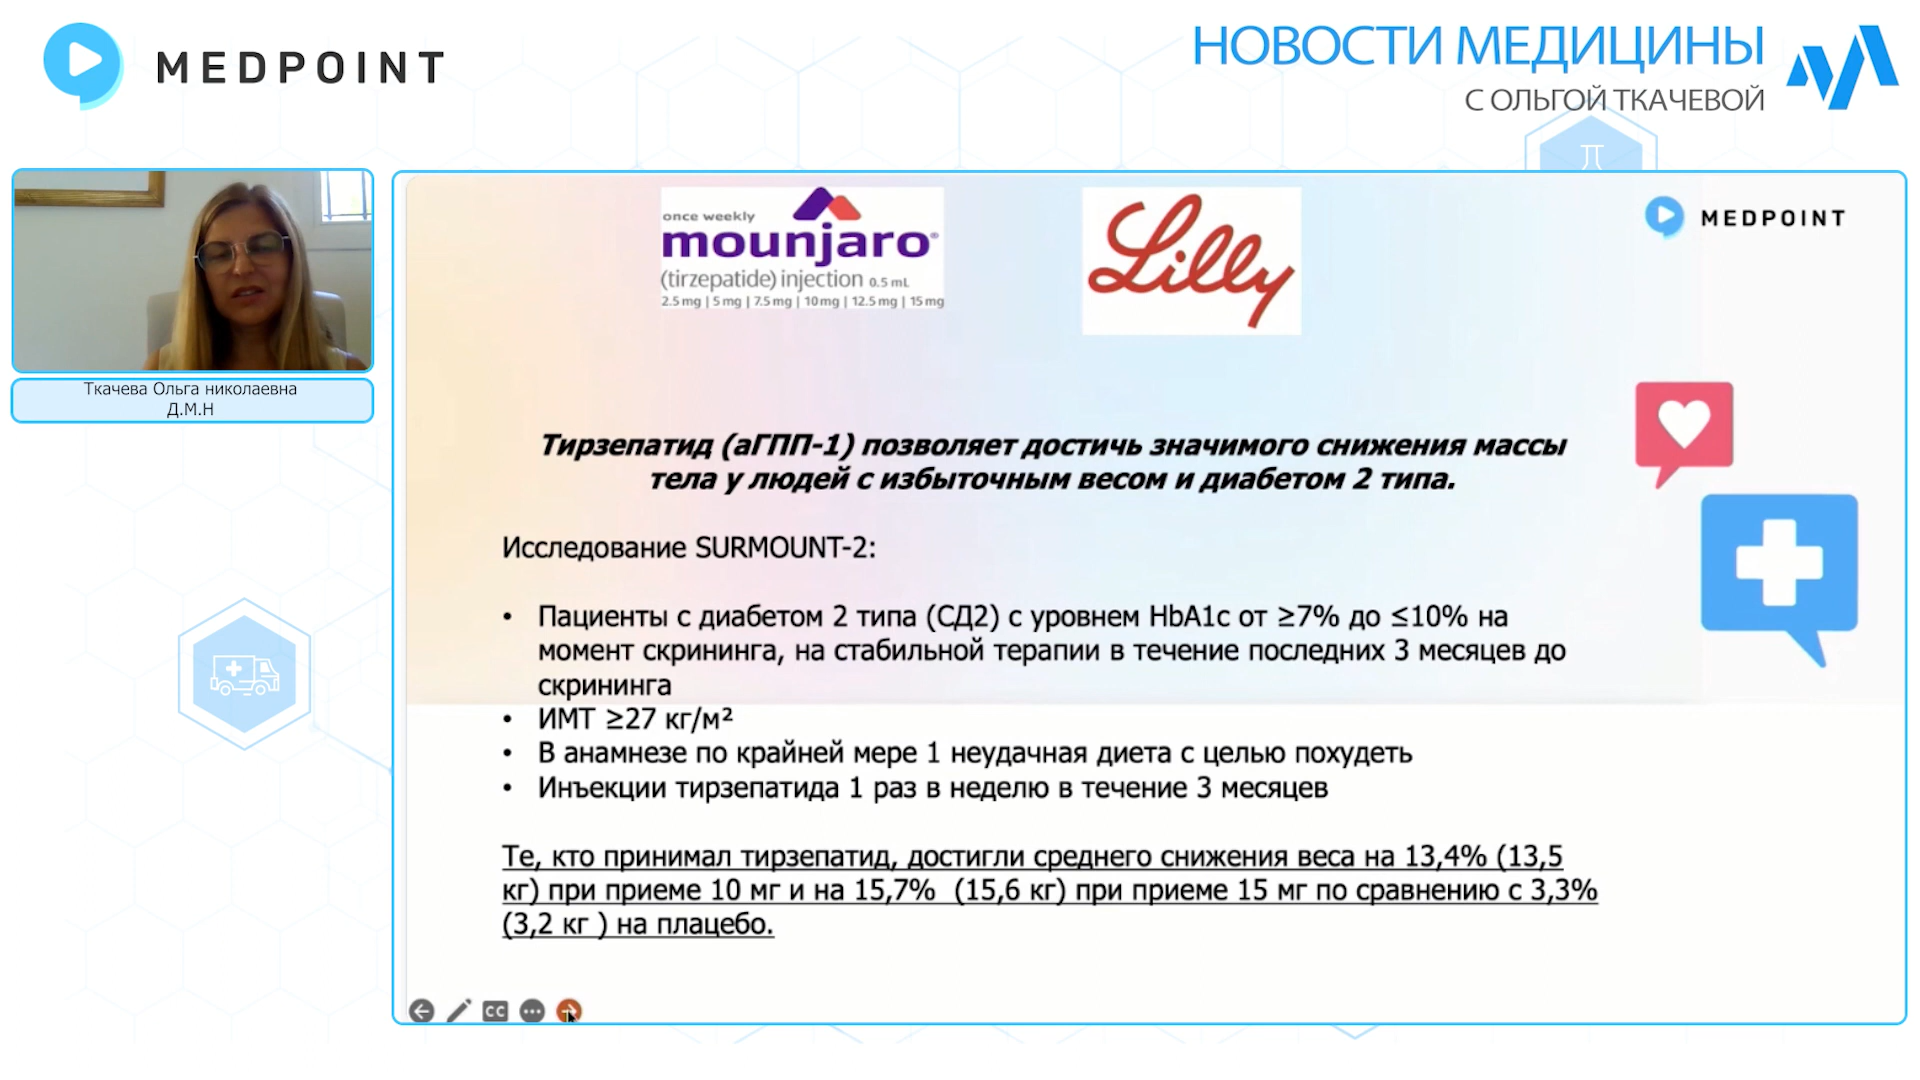 MEDPOINT
НОВОСТИ МЕДИЦИНЫ
С ОЛЬГОЙ ТКАЧЕВОЙ
Ткачева Ольга николаевна
Д.М.Н
once weekly
mounjaro®
(tirzepatide) injection 0.5 mL
2.5 mg | 5 mg | 7.5 mg | 10 mg | 12.5 mg | 15 mg
Lilly
MEDPOINT
Тирзепатид (аГПП-1) позволяет достичь значимого снижения массы
тела у людей с избыточным весом и диабетом 2 типа.
Исследование SURMOUNT-2:
• Пациенты с диабетом 2 типа (СД2) с уровнем HbA1c от ≥7% до ≤10% на
момент скрининга, на стабильной терапии в течение последних 3 месяцев до
скрининга
• ИМТ ≥27 кг/м²
• В анамнезе по крайней мере 1 неудачная диета с целью похудеть
• Инъекции тирзепатида 1 раз в неделю в течение 3 месяцев
Те, кто принимал тирзепатид, достигли среднего снижения веса на 13,4% (13,5
кг) при приеме 10 мг и на 15,7% (15,6 кг) при приеме 15 мг по сравнению с 3,3%
(3,2 кг ) на плацебо.
CC